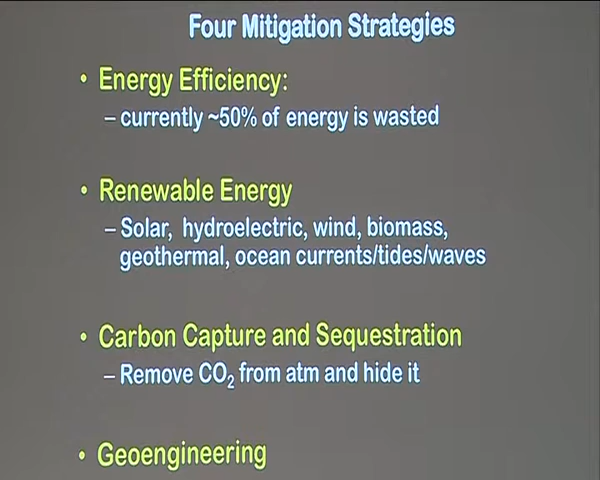 Four Mitigation Strategies
• Energy Efficiency:
– currently ~50% of energy is wasted
• Renewable Energy
– Solar, hydroelectric, wind, biomass,
geothermal, ocean currents/tides/waves
• Carbon Capture and Sequestration
– Remove CO₂ from atm and hide it
• Geoengineering